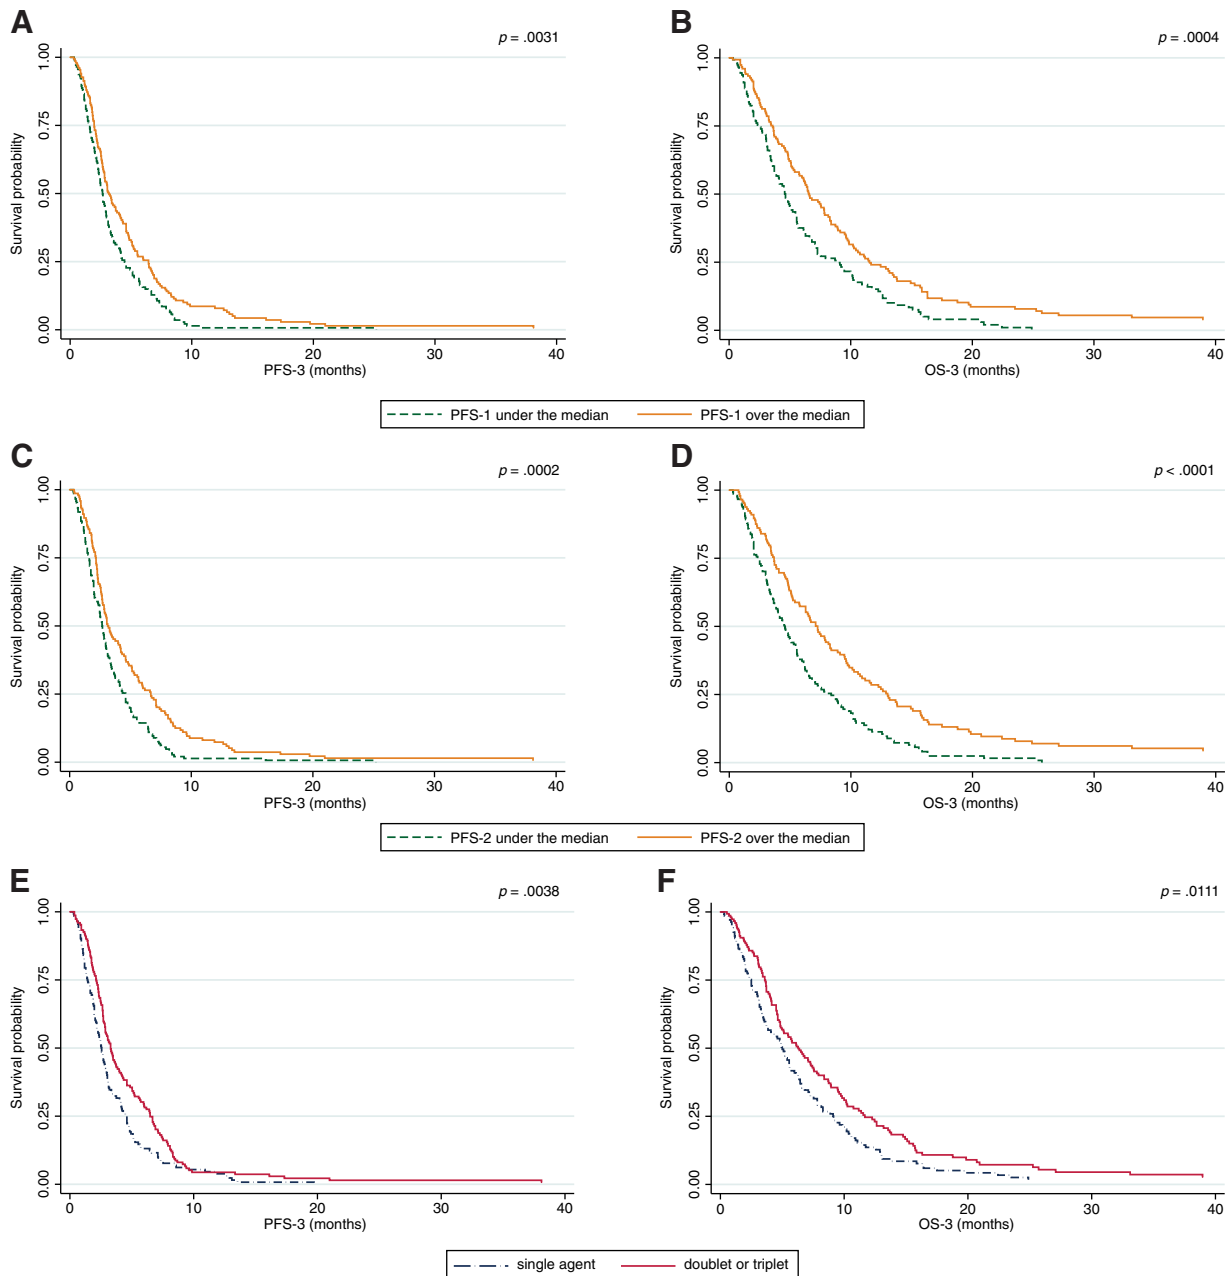 A
p = .0031
B
p = .0004
1.00
0.75
0.50
0.25
0.00
Survival probability
0
10
20
30
40
PFS-3 (months)
1.00
0.75
0.50
0.25
0.00
Survival probability
0
10
20
30
40
OS-3 (months)
PFS-1 under the median
PFS-1 over the median
C
p = .0002
D
p < .0001
1.00
0.75
0.50
0.25
0.00
Survival probability
0
10
20
30
40
PFS-3 (months)
1.00
0.75
0.50
0.25
0.00
Survival probability
0
10
20
30
40
OS-3 (months)
PFS-2 under the median
PFS-2 over the median
E
p = .0038
F
p = .0111
1.00
0.75
0.50
0.25
0.00
Survival probability
0
10
20
30
40
PFS-3 (months)
1.00
0.75
0.50
0.25
0.00
Survival probability
0
10
20
30
40
OS-3 (months)
single agent
doublet or triplet